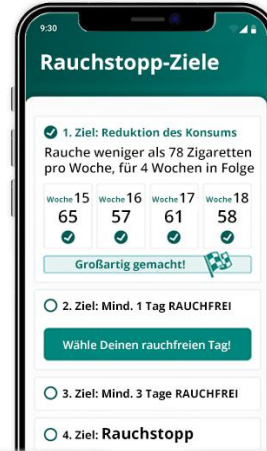 9:30
Rauchstopp-Ziele
1. Ziel: Reduktion des Konsums
Rauche weniger als 78 Zigaretten
pro Woche, für 4 Wochen in Folge
Woche 15 Woche 16 Woche 17 Woche 18
65 57 61 58
Großartig gemacht!
2. Ziel: Mind. 1 Tag RAUCHFREI
Wähle Deinen rauchfreien Tag!
3. Ziel: Mind. 3 Tage RAUCHFREI
4. Ziel: Rauchstopp